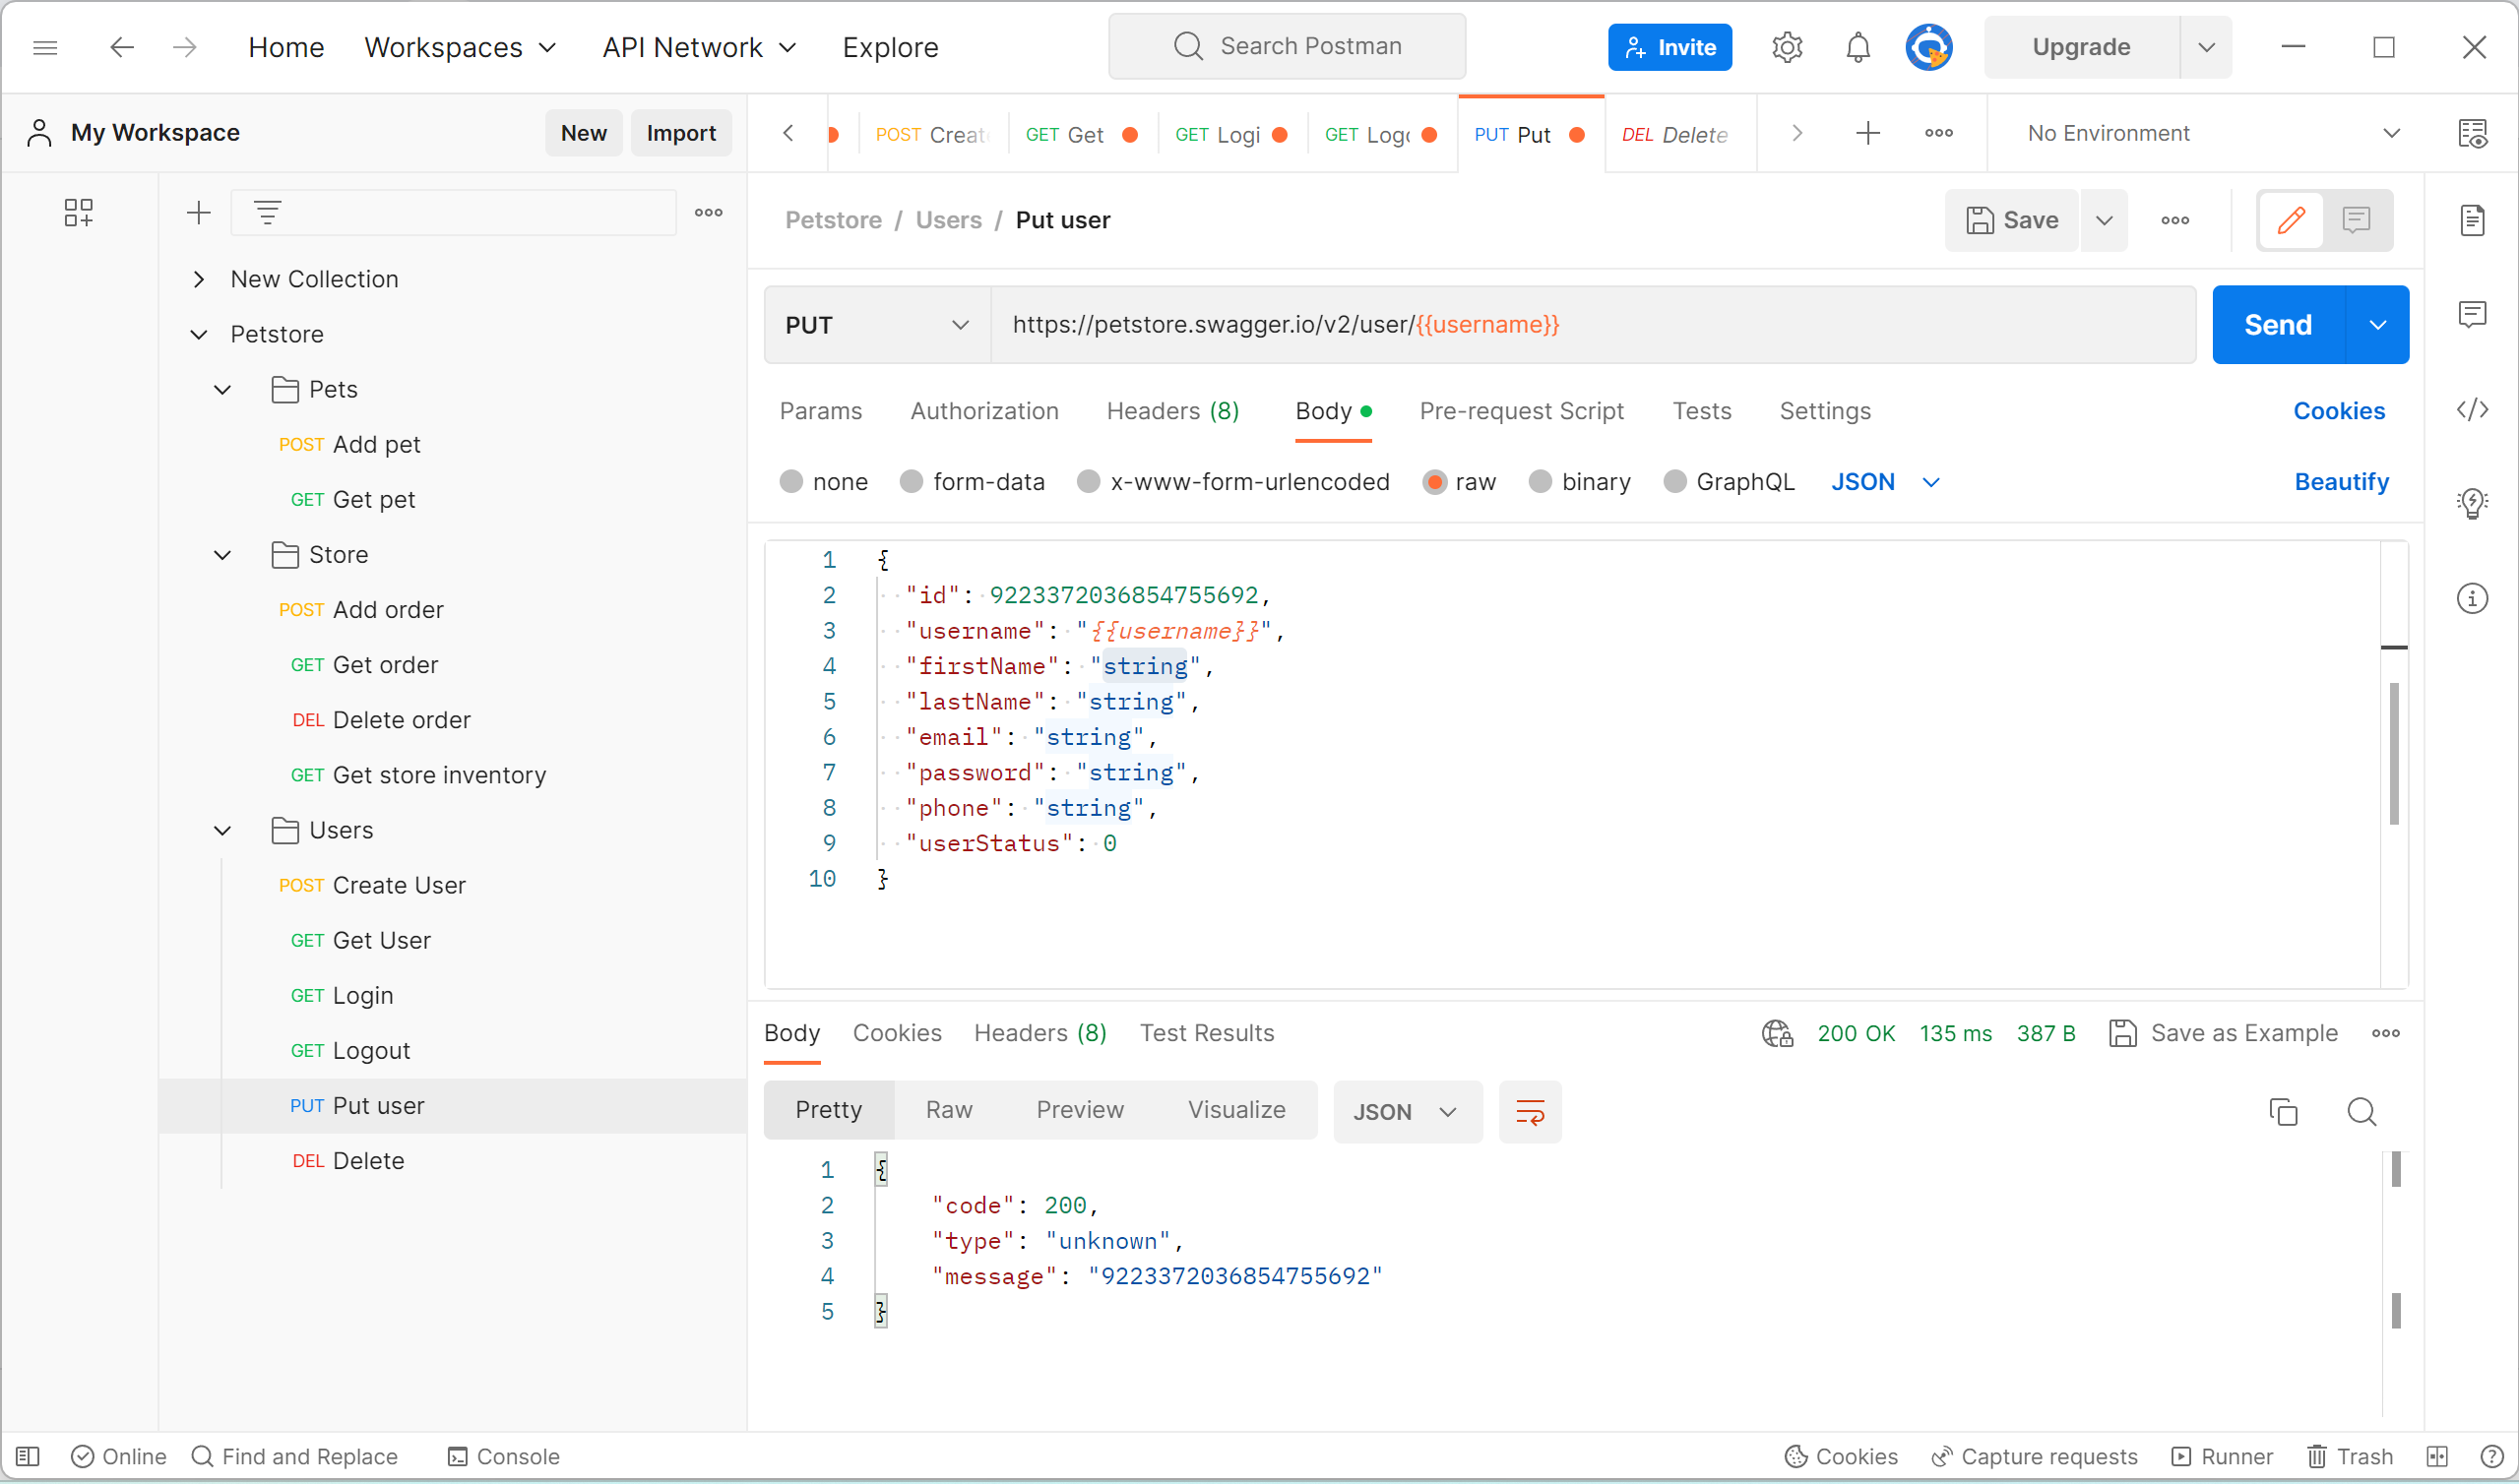 Home Workspaces API Network Explore Search Postman Invite Upgrade
My Workspace New Import
POST Creat GET Get GET Logi GET Logo PUT Put DEL Delete No Environment
Petstore / Users / Put user Save
New Collection
Petstore
Pets
POST Add pet
GET Get pet
Store
POST Add order
GET Get order
DEL Delete order
GET Get store inventory
Users
POST Create User
GET Get User
GET Login
GET Logout
PUT Put user
DEL Delete
PUT https://petstore.swagger.io/v2/user/{{username}} Send
Params Authorization Headers (8) Body Pre-request Script Tests Settings Cookies
none form-data x-www-form-urlencoded raw binary GraphQL JSON Beautify
1 {
2 "id": 9223372036854755692,
3 "username": "{{username}}",
4 "firstName": "string",
5 "lastName": "string",
6 "email": "string",
7 "password": "string",
8 "phone": "string",
9 "userStatus": 0
10 }
Body Cookies Headers (8) Test Results 200 OK 135 ms 387 B Save as Example
Pretty Raw Preview Visualize JSON
1 {
2 "code": 200,
3 "type": "unknown",
4 "message": "9223372036854755692"
5 }
Online Find and Replace Console Cookies Capture requests Runner Trash